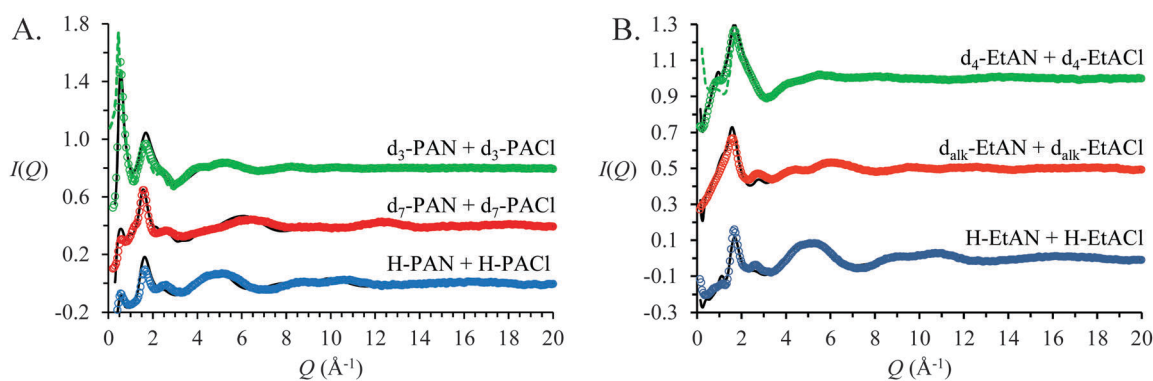 A.
1.8
1.4
1.0
0.6
0.2
-0.2
I(Q)
d₃-PAN + d₃-PACl
d₇-PAN + d₇-PACl
H-PAN + H-PACl
0 2 4 6 8 10 12 14 16 18 20
Q (Å⁻¹)
B.
1.3
1.1
0.9
0.7
0.5
0.3
0.1
-0.1
-0.3
I(Q)
d₄-EtAN + d₄-EtACl
dₐₗₖ-EtAN + dₐₗₖ-EtACl
H-EtAN + H-EtACl
0 2 4 6 8 10 12 14 16 18 20
Q (Å⁻¹)